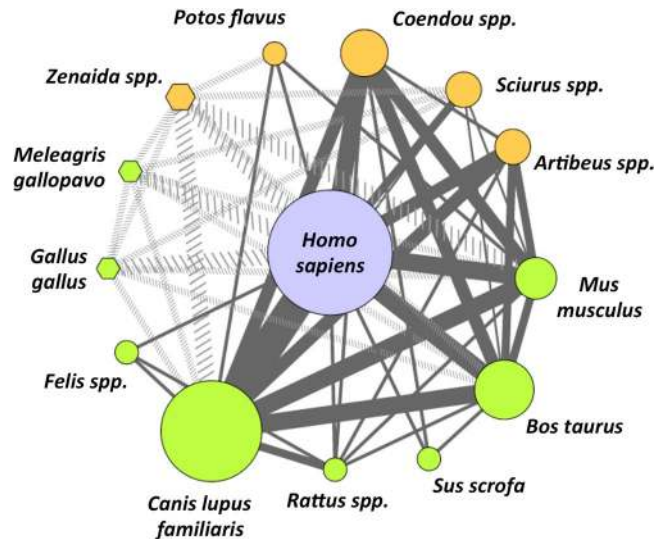 Potos flavus
Coendou spp.
Zenaida spp.
Sciurus spp.
Meleagris
gallopavo
Artibeus spp.
Homo
sapiens
Gallus
gallus
Mus
musculus
Felis spp.
Bos taurus
Canis lupus
familiaris
Rattus spp.
Sus scrofa